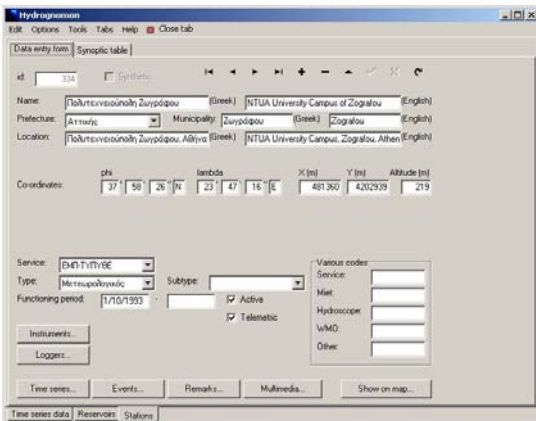 Hydrognomon
Edit Options Tools Tabs Help Close tab
Data entry form Synoptic table
id: 334 Synthetic
Name: Πολυτεχνειούπολη Ζωγράφου (Greek) NTUA University Campus of Zografou (English)
Prefecture: Αττικής Municipality: Ζωγράφου (Greek) Zografou (English)
Location: Πολυτεχνειούπολη Ζωγράφου, Αθήνα (Greek) NTUA University Campus, Zografou, Athen (English)
phi lambda X (m) Y (m) Altitude (m)
Co-ordinates: 37 ° 58 ' 26 " N 23 ° 47 ' 16 " E 481360 4202939 219
Service: ΕΜΠ-ΤΥΠΥΘΕ Various codes
Service:
Type: Μετεωρολογικός Subtype:
Miet:
Functioning period: 1/10/1993 - Active
Hydroscope:
Telemetric
WMO:
Instruments...
Other:
Loggers...
Time series... Events... Remarks... Multimedia... Show on map...
Time series data Reservoirs Stations